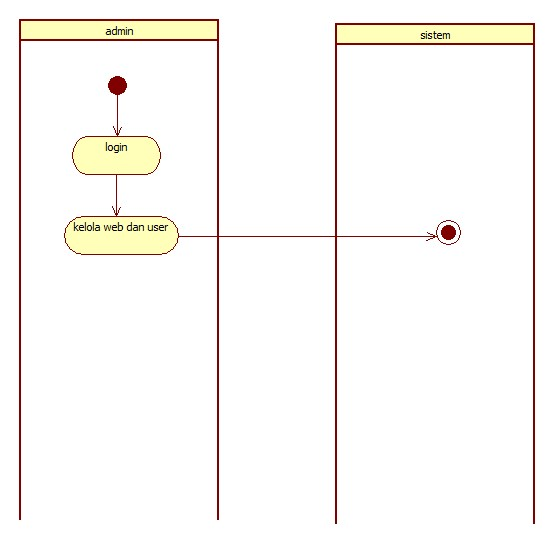 admin
sistem
login
kelola web dan user